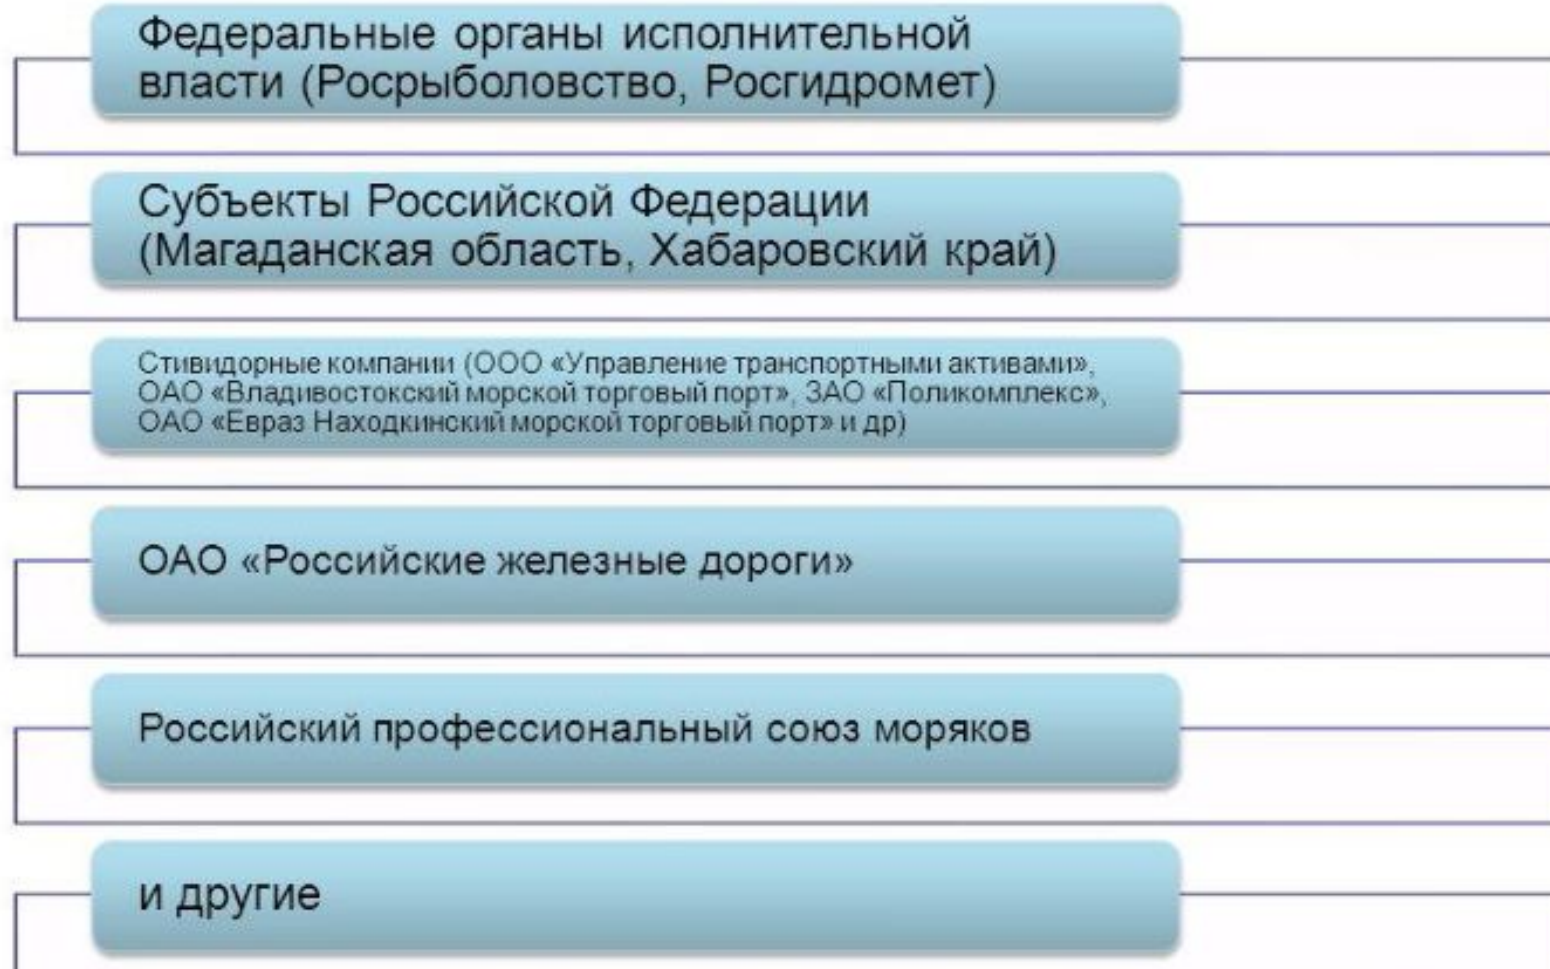 Федеральные органы исполнительной
власти (Росрыболовство, Росгидромет)
Субъекты Российской Федерации
(Магаданская область, Хабаровский край)
Стивидорные компании (ООО «Управление транспортными активами»,
ОАО «Владивостокский морской торговый порт», ЗАО «Поликомплекс»,
ОАО «Евраз Находкинский морской торговый порт» и др)
ОАО «Российские железные дороги»
Российский профессиональный союз моряков
и другие